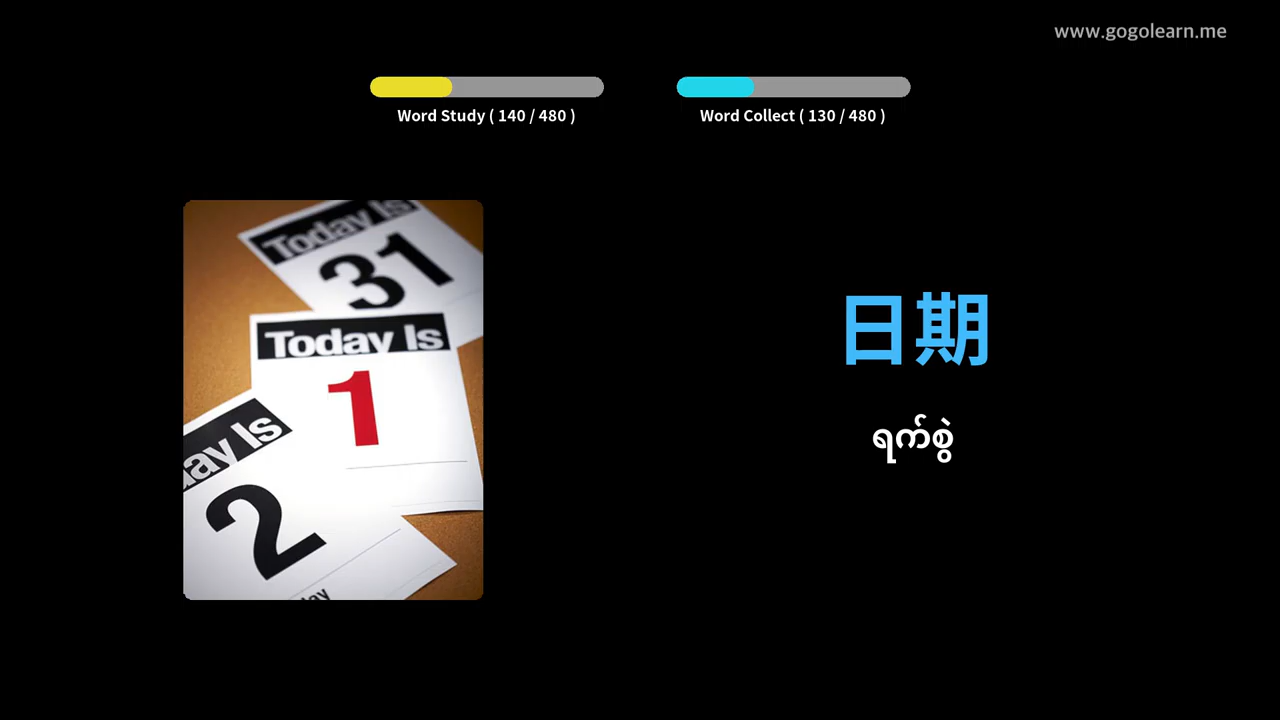 www.gogolearn.me
Word Study ( 140 / 480 )
Word Collect ( 130 / 480 )
Today Is
31
Today Is
1
ay Is
2
day
日期
ရက်စွဲ